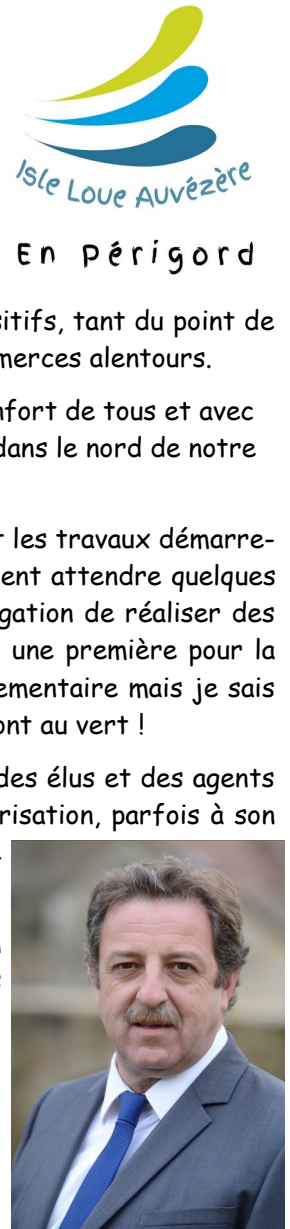 Isle Loue Auvézère
En Périgord
sitifs, tant du point de
merces alentours.
nfort de tous et avec
dans le nord de notre
t les travaux démarre-
ent attendre quelques
gation de réaliser des
une première pour la
ementaire mais je sais
ont au vert !
des élus et des agents
risation, parfois à son